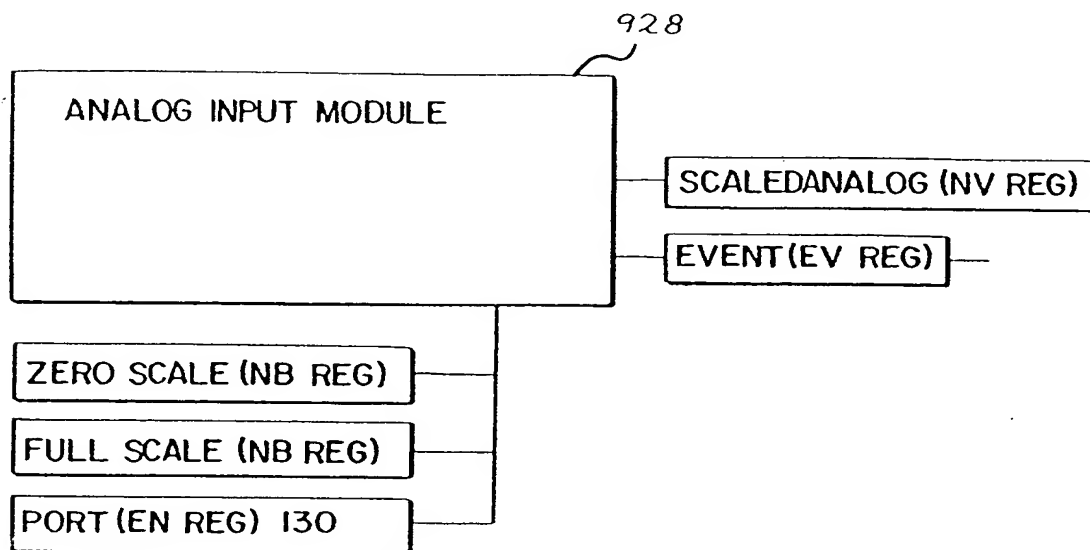 928
ANALOG INPUT MODULE
SCALEDANALOG (NV REG)
EVENT (EV REG)
ZERO SCALE (NB REG)
FULL SCALE (NB REG)
PORT (EN REG) 130